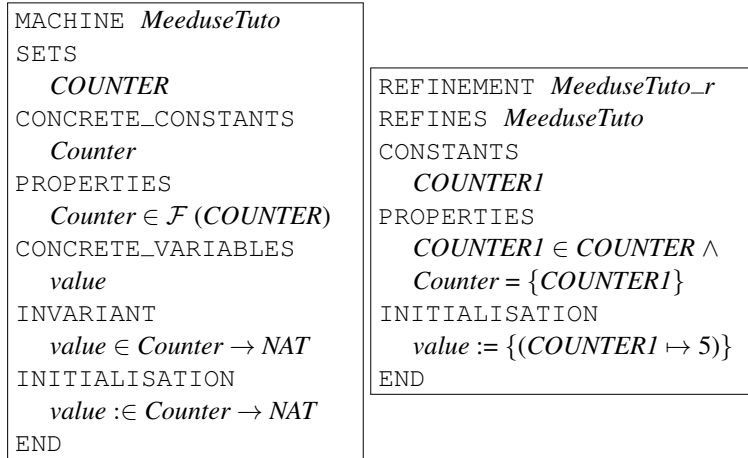 MACHINE MeeduseTuto
SETS
COUNTER
CONCRETE_CONSTANTS
Counter
PROPERTIES
Counter ∈ ℱ (COUNTER)
CONCRETE_VARIABLES
value
INVARIANT
value ∈ Counter → NAT
INITIALISATION
value :∈ Counter → NAT
END
REFINEMENT MeeduseTuto_r
REFINES MeeduseTuto
CONSTANTS
COUNTER1
PROPERTIES
COUNTER1 ∈ COUNTER ∧
Counter = {COUNTER1}
INITIALISATION
value := {(COUNTER1 ↦ 5)}
END